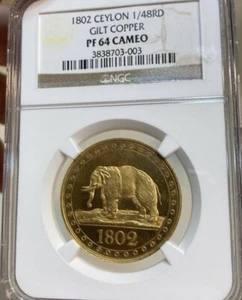 1802 CEYLON 1/48RD
GILT COPPER
PF 64 CAMEO
3838703-003
NGC
1802